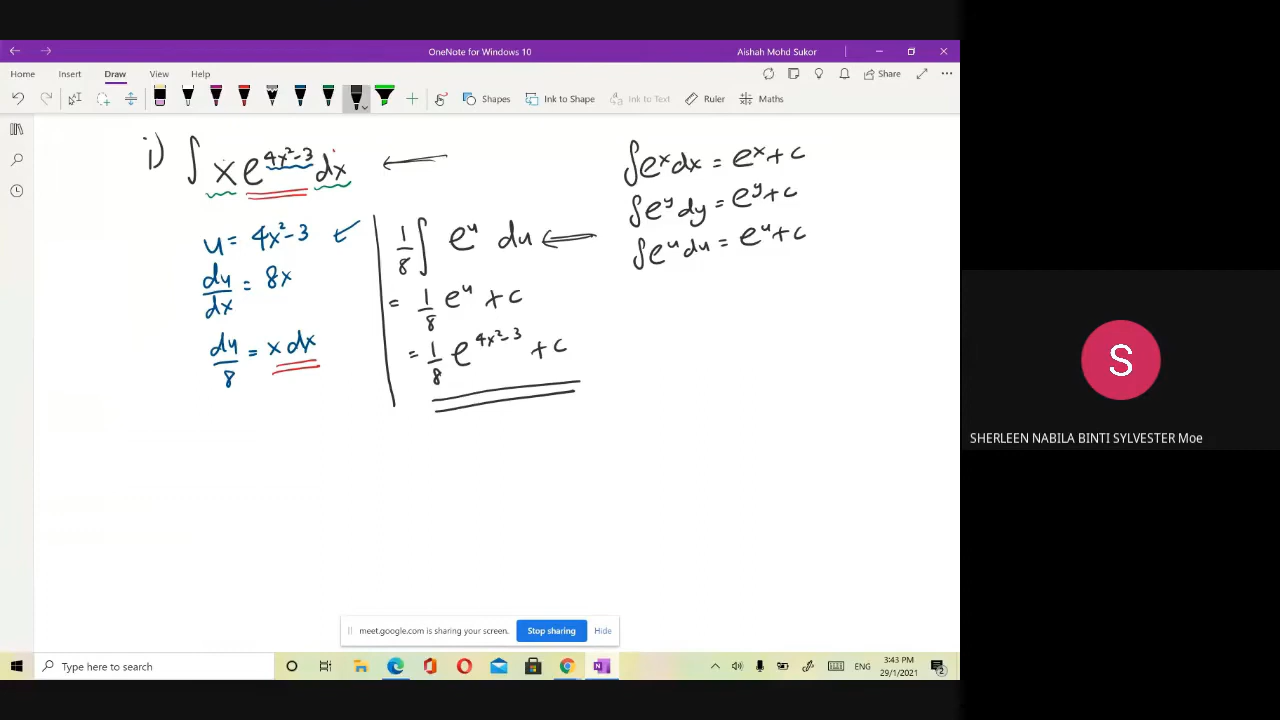 OneNote for Windows 10
Aishah Mohd Sukor
Home Insert Draw View Help
Share
Shapes Ink to Shape Ink to Text Ruler Maths
i) ∫ x e^(4x²-3) dx
u = 4x²-3
du/dx = 8x
du/8 = x dx
1/8 ∫ e^u du
= 1/8 e^u + c
= 1/8 e^(4x²-3) + c
∫e^x dx = e^x + c
∫e^y dy = e^y + c
∫e^u du = e^u + c
S
SHERLEEN NABILA BINTI SYLVESTER Moe
meet.google.com is sharing your screen. Stop sharing Hide
Type here to search
ENG
3:43 PM
29/1/2021
2